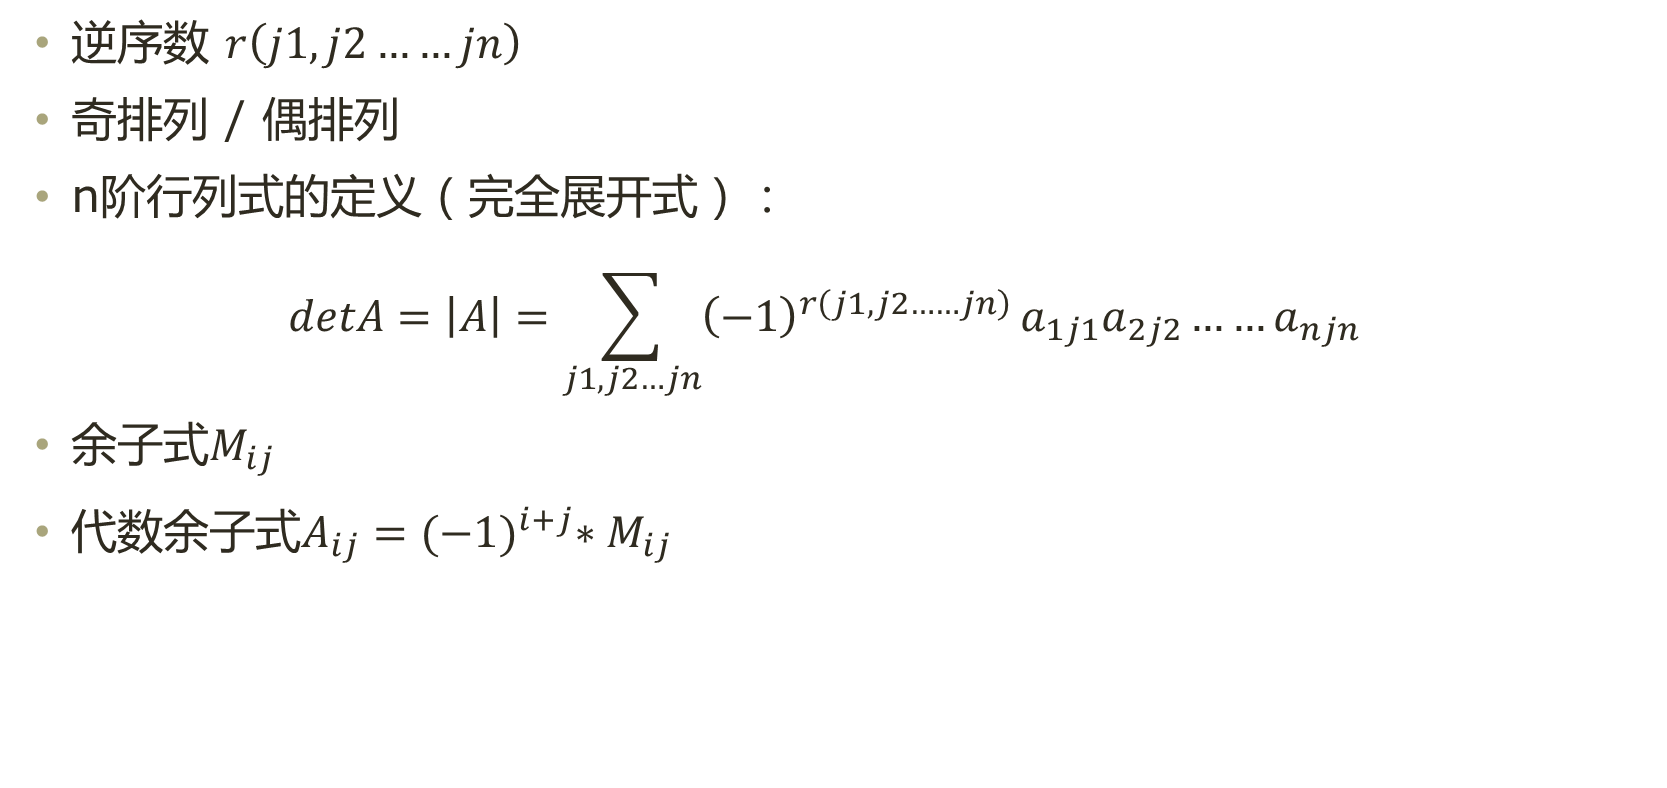 • 逆序数 r(j1,j2 … … jn)
• 奇排列 / 偶排列
• n阶行列式的定义（完全展开式）：
detA = |A| = ∑_{j1,j2…jn} (−1)^{r(j1,j2……jn)} a_{1j1}a_{2j2} … … a_{njn}
• 余子式M_{ij}
• 代数余子式A_{ij} = (−1)^{i+j}∗ M_{ij}